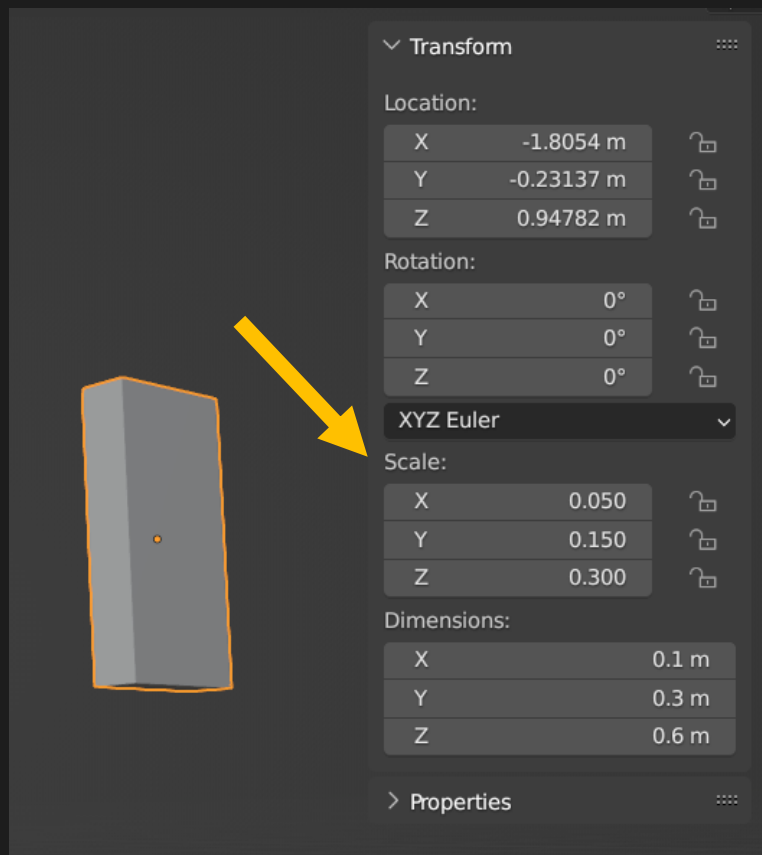 Transform
Location:
X -1.8054 m
Y -0.23137 m
Z 0.94782 m
Rotation:
X 0°
Y 0°
Z 0°
XYZ Euler
Scale:
X 0.050
Y 0.150
Z 0.300
Dimensions:
X 0.1 m
Y 0.3 m
Z 0.6 m
Properties